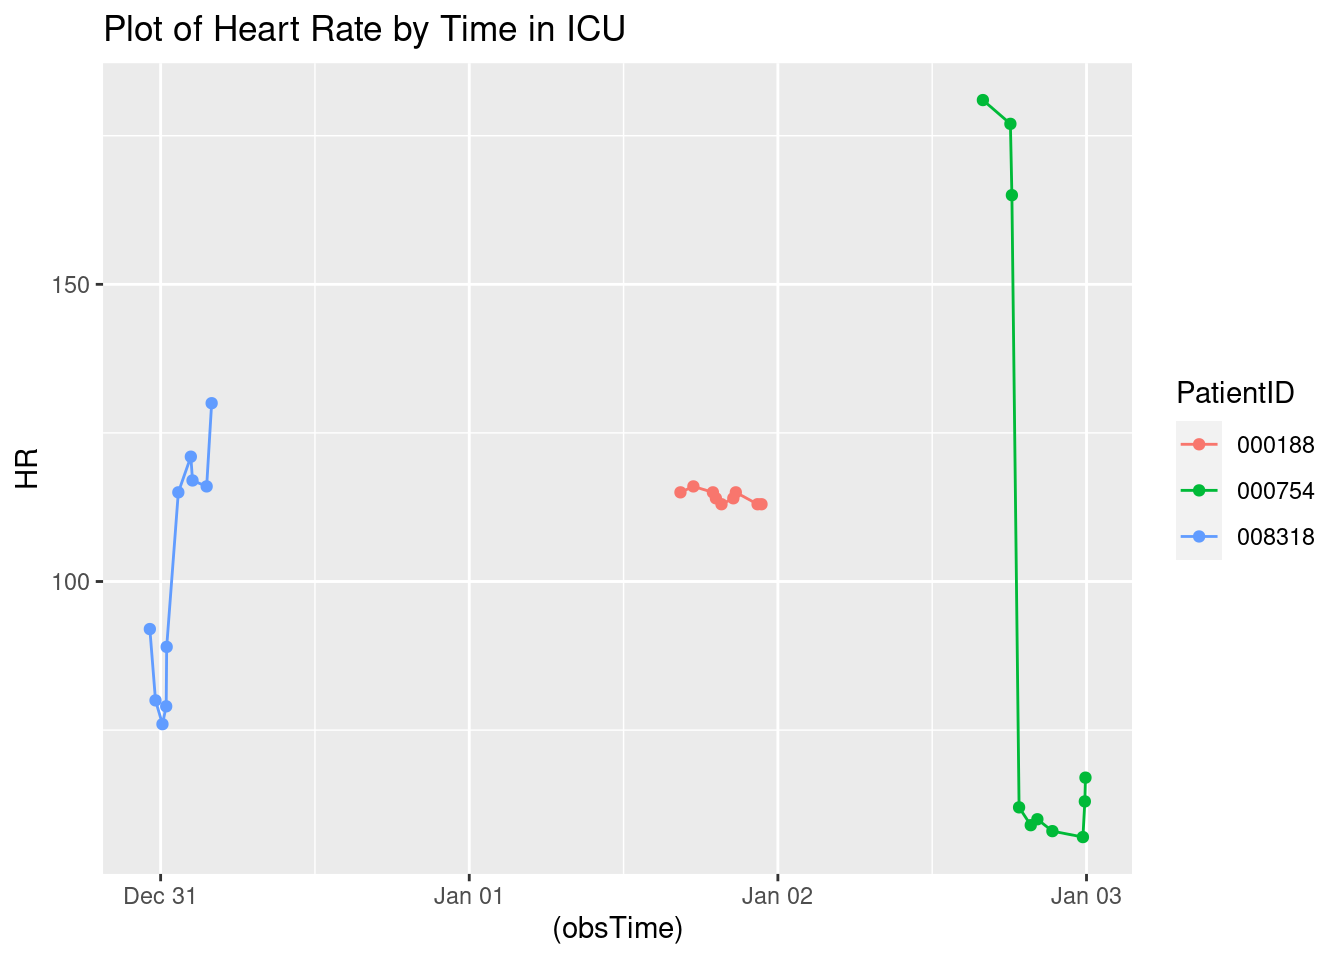 Plot of Heart Rate by Time in ICU
HR
150
100
Dec 31
Jan 01
Jan 02
Jan 03
(obsTime)
PatientID
000188
000754
008318